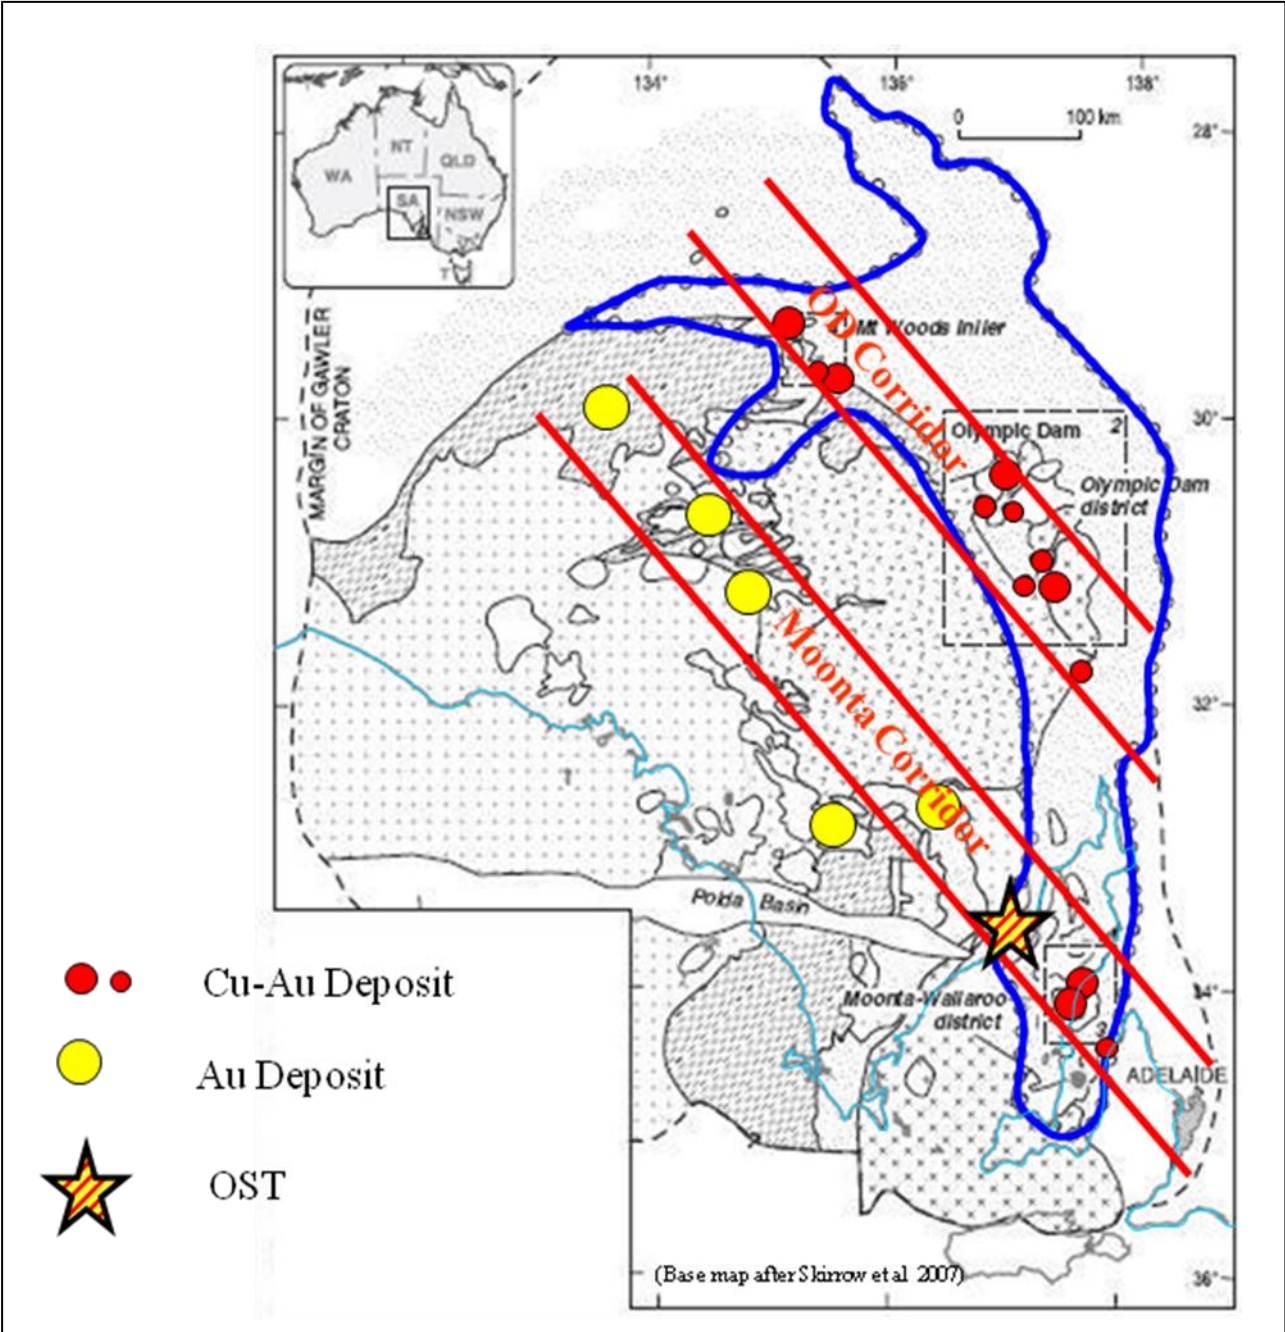 134°
136°
138°
0
100 km
28°
NT
WA
QLD
SA
NSW
T
MARGIN OF GAWLER
CRATON
OD Corridor
Mt Woods Inlier
30°
Olympic Dam
2
Olympic Dam
district
Moonta Corridor
32°
Polda Basin
Cu-Au Deposit
Moonta-Wallaroo
district
34°
3
Au Deposit
ADELAIDE
?
OST
(Base map after Skirrow et al 2007)
36°